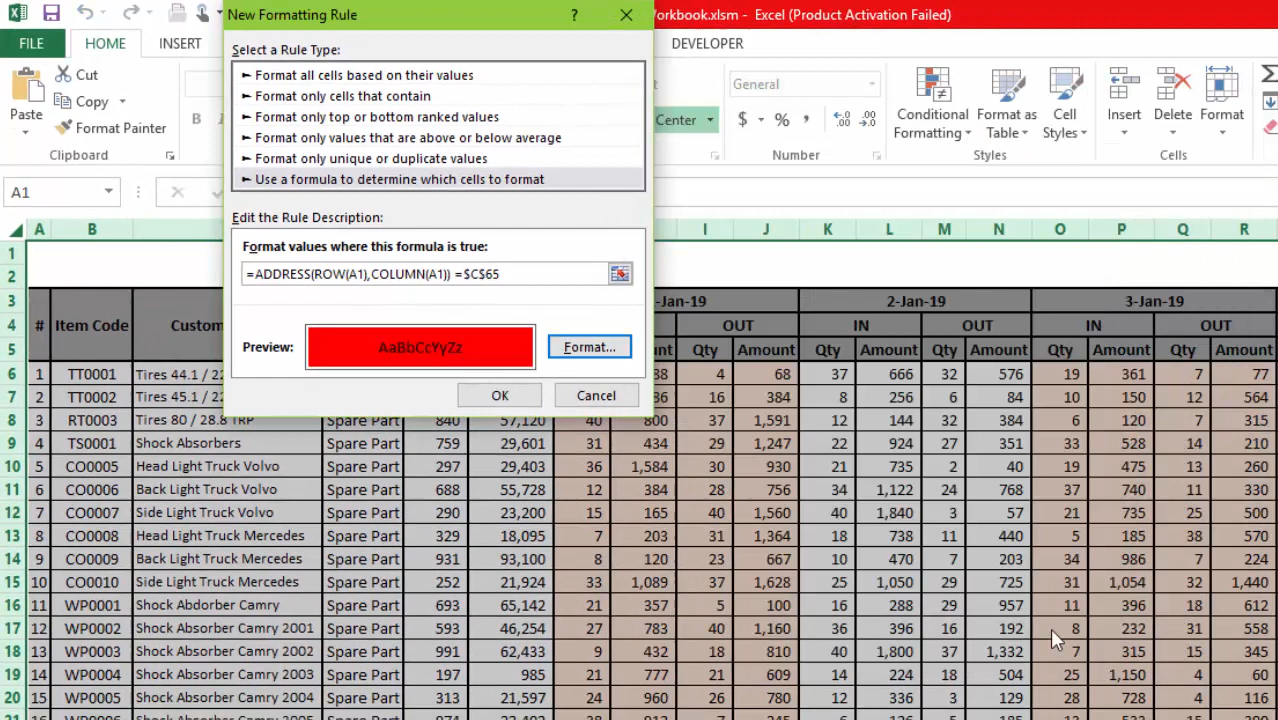 New Formatting Rule ? Workbook.xlsm - Excel (Product Activation Failed)
FILE HOME INSERT DEVELOPER
Select a Rule Type:
► Format all cells based on their values
► Format only cells that contain
► Format only top or bottom ranked values
► Format only values that are above or below average
► Format only unique or duplicate values
► Use a formula to determine which cells to format
Edit the Rule Description:
Format values where this formula is true:
=ADDRESS(ROW(A1),COLUMN(A1)) =$C$65
Preview: AaBbCcYyZz Format...
OK Cancel
Paste Cut
Copy
Format Painter
Clipboard
B
Center
General
$ % ,
Number
Conditional Formatting
Format as Table
Cell Styles
Styles
Insert Delete Format
Cells
A1
A B I J K L M N O P Q R
1
2
3 -Jan-19 2-Jan-19 3-Jan-19
4 # Item Code Custom OUT IN OUT IN OUT
5 Qty Amount Qty Amount Qty Amount Qty Amount Qty Amount
6 1 TT0001 Tires 44.1 / 22 4 68 37 666 32 576 19 361 7 77
7 2 TT0002 Tires 45.1 / 22 16 384 8 256 6 84 10 150 12 564
8 3 RT0003 Tires 80 / 28.8 TRP Spare Part 840 57,120 40 800 37 1,591 12 144 32 384 6 120 7 315
9 4 TS0001 Shock Absorbers Spare Part 759 29,601 31 434 29 1,247 22 924 27 351 33 528 14 210
10 5 CO0005 Head Light Truck Volvo Spare Part 297 29,403 36 1,584 30 930 21 735 2 40 19 475 13 260
11 6 CO0006 Back Light Truck Volvo Spare Part 688 55,728 12 384 28 756 34 1,122 24 768 37 740 11 330
12 7 CO0007 Side Light Truck Volvo Spare Part 290 23,200 15 165 40 1,560 40 1,840 3 57 21 735 25 500
13 8 CO0008 Head Light Truck Mercedes Spare Part 329 18,095 7 203 31 1,364 18 738 11 440 5 185 38 570
14 9 CO0009 Back Light Truck Mercedes Spare Part 931 93,100 8 120 23 667 10 470 7 203 34 986 7 224
15 10 CO0010 Side Light Truck Mercedes Spare Part 252 21,924 33 1,089 37 1,628 25 1,050 29 725 31 1,054 32 1,440
16 11 WP0001 Shock Abdorber Camry Spare Part 693 65,142 21 357 5 100 16 288 29 957 11 396 18 612
17 12 WP0002 Shock Absorber Camry 2001 Spare Part 593 46,254 27 783 40 1,160 36 396 16 192 8 232 31 558
18 13 WP0003 Shock Absorber Camry 2002 Spare Part 991 62,433 9 432 18 810 40 1,800 37 1,332 7 315 15 345
19 14 WP0004 Shock Absorber Camry 2003 Spare Part 197 985 21 777 21 609 14 224 18 504 25 1,150 4 60
20 15 WP0005 Shock Absorber Camry 2004 Spare Part 313 21,597 24 960 26 780 12 336 3 129 28 728 4 116